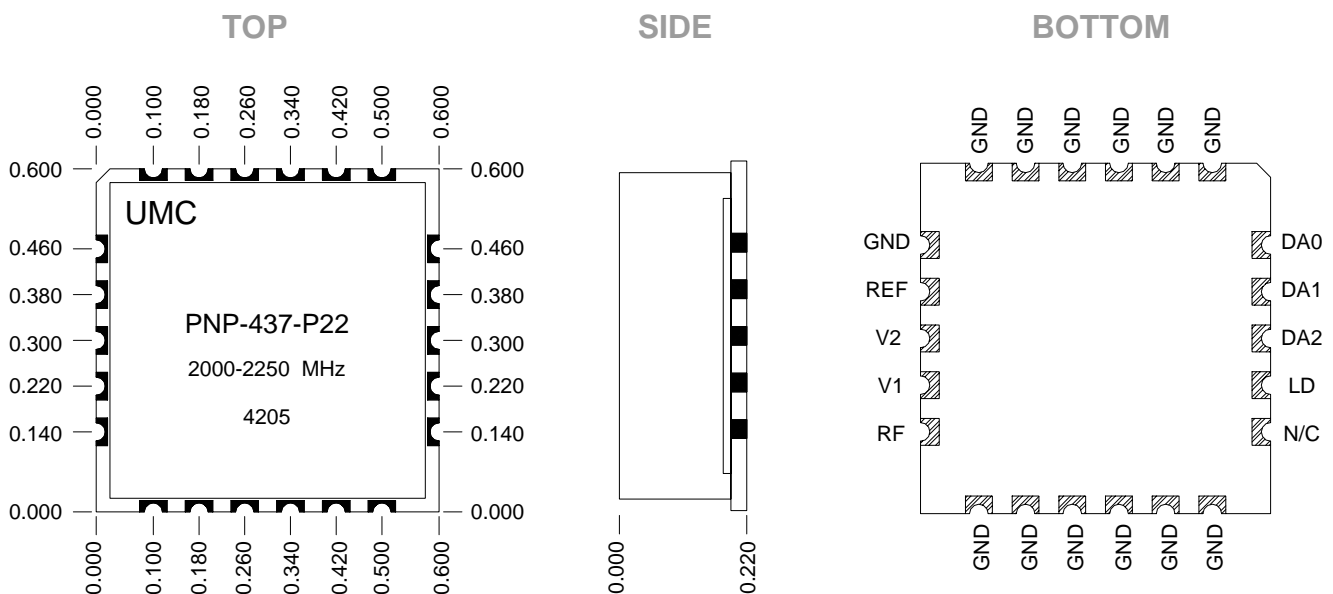 TOP
SIDE
BOTTOM
0.000
0.100
0.180
0.260
0.340
0.420
0.500
0.600
0.600
0.460
0.380
0.300
0.220
0.140
0.000
UMC
PNP-437-P22
2000-2250 MHz
4205
0.600
0.460
0.380
0.300
0.220
0.140
0.000
0.000
0.100
0.180
0.260
0.340
0.420
0.500
0.600
0.000
0.220
GND
GND
GND
GND
GND
GND
GND
REF
V2
V1
RF
DA0
DA1
DA2
LD
N/C
GND
GND
GND
GND
GND
GND